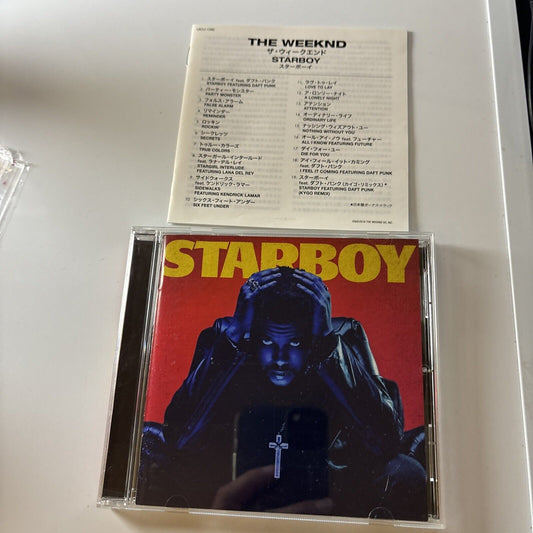 THE WEEKND
ザ・ウィークエンド
STARBOY
スターボーイ
1. スターボーイ feat. ダフト・パンク
STARBOY FEATURING DAFT PUNK
2. パーティー・モンスター
PARTY MONSTER
3. フォルス・アラーム
FALSE ALARM
4. リマインダー
REMINDER
5. ロッキン
ROCKIN'
6. シークレッツ
SECRETS
7. トゥルー・カラーズ
TRUE COLORS
8. スターガール・インタールード
feat. ラナ・デル・レイ
STARGIRL INTERLUDE
FEATURING LANA DEL REY
9. サイドウォークス
feat. ケンドリック・ラマー
SIDEWALKS
FEATURING KENDRICK LAMAR
10. シックス・フィート・アンダー
SIX FEET UNDER
11. ラヴ・トゥ・レイ
LOVE TO LAY
12. ア・ロンリー・ナイト
A LONELY NIGHT
13. アテンション
ATTENTION
14. オーディナリー・ライフ
ORDINARY LIFE
15. ナッシング・ウィズアウト・ユー
NOTHING WITHOUT YOU
16. オール・アイ・ノウ feat. フューチャー
ALL I KNOW FEATURING FUTURE
17. ダイ・フォー・ユー
DIE FOR YOU
18. アイ・フィール・イット・カミング
feat. ダフト・パンク
I FEEL IT COMING FEATURING DAFT PUNK
19. スターボーイ
feat. ダフト・パンク (カイゴ・リミックス) *
STARBOY FEATURING DAFT PUNK
(KYGO REMIX)
*日本盤ボーナス・トラック
STARBOY